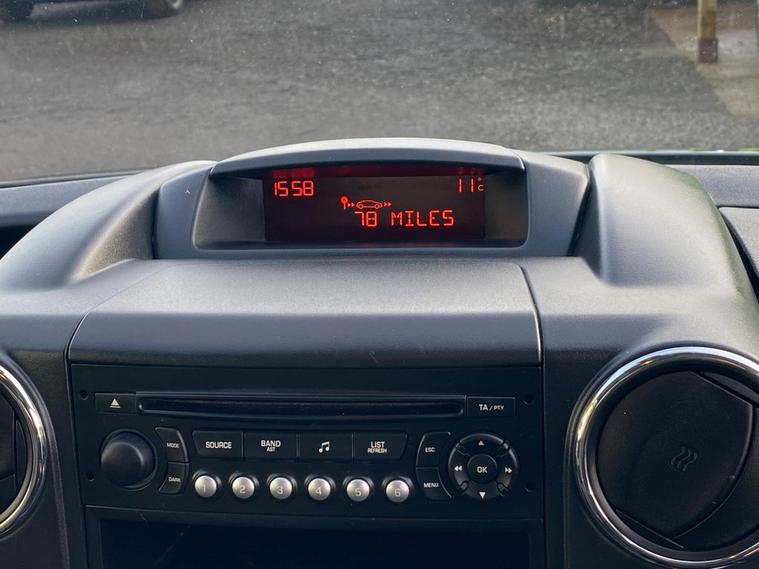 15:58 11°C
78 MILES
TA / PTY
MODE SOURCE BAND LIST ESC
AST REFRESH
OK
DARK MENU
1 2 3 4 5 6